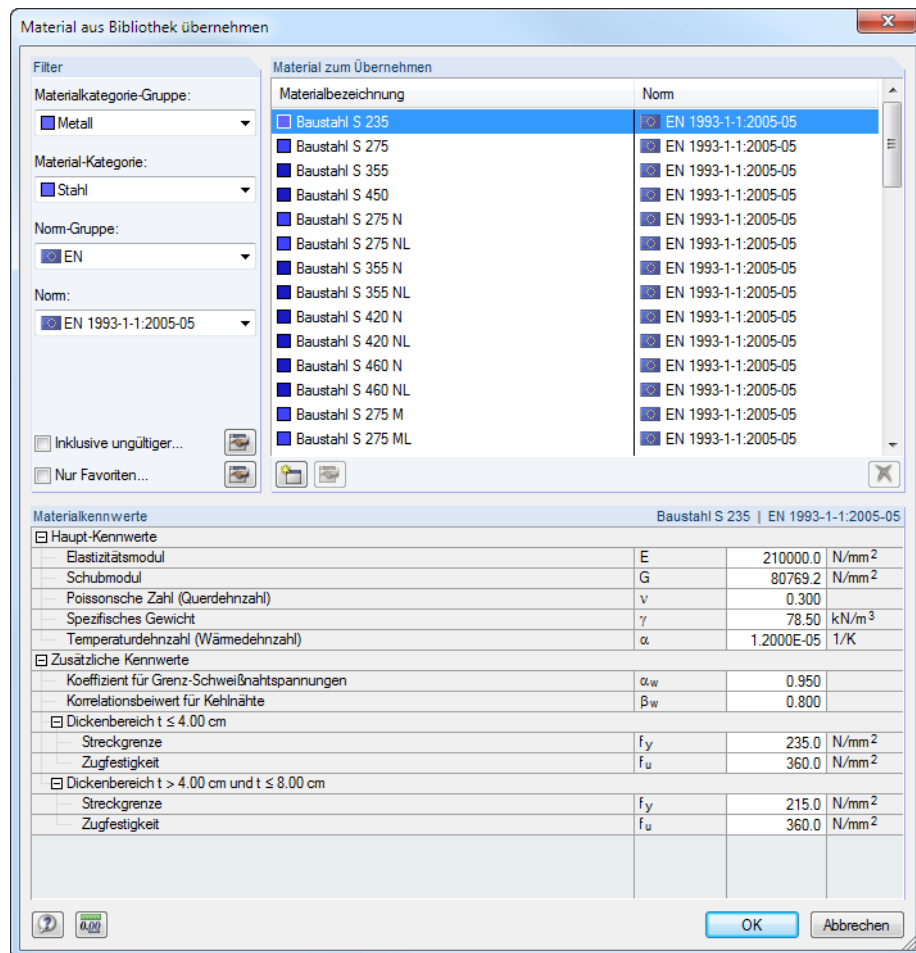 Material aus Bibliothek übernehmen
Filter
Materialkategorie-Gruppe:
Metall
Material-Kategorie:
Stahl
Norm-Gruppe:
EN
Norm:
EN 1993-1-1:2005-05
Inklusive ungültiger...
Nur Favoriten...
Material zum Übernehmen
Materialbezeichnung Norm
Baustahl S 235 EN 1993-1-1:2005-05
Baustahl S 275 EN 1993-1-1:2005-05
Baustahl S 355 EN 1993-1-1:2005-05
Baustahl S 450 EN 1993-1-1:2005-05
Baustahl S 275 N EN 1993-1-1:2005-05
Baustahl S 275 NL EN 1993-1-1:2005-05
Baustahl S 355 N EN 1993-1-1:2005-05
Baustahl S 355 NL EN 1993-1-1:2005-05
Baustahl S 420 N EN 1993-1-1:2005-05
Baustahl S 420 NL EN 1993-1-1:2005-05
Baustahl S 460 N EN 1993-1-1:2005-05
Baustahl S 460 NL EN 1993-1-1:2005-05
Baustahl S 275 M EN 1993-1-1:2005-05
Baustahl S 275 ML EN 1993-1-1:2005-05
Materialkennwerte Baustahl S 235 | EN 1993-1-1:2005-05
Haupt-Kennwerte
Elastizitätsmodul E 210000.0 N/mm²
Schubmodul G 80769.2 N/mm²
Poissonsche Zahl (Querdehnzahl) ν 0.300
Spezifisches Gewicht γ 78.50 kN/m³
Temperaturdehnzahl (Wärmedehnzahl) α 1.2000E-05 1/K
Zusätzliche Kennwerte
Koeffizient für Grenz-Schweißnahtspannungen αw 0.950
Korrelationsbeiwert für Kehlnähte βw 0.800
Dickenbereich t ≤ 4.00 cm
Streckgrenze fy 235.0 N/mm²
Zugfestigkeit fu 360.0 N/mm²
Dickenbereich t > 4.00 cm und t ≤ 8.00 cm
Streckgrenze fy 215.0 N/mm²
Zugfestigkeit fu 360.0 N/mm²
0.00
OK Abbrechen